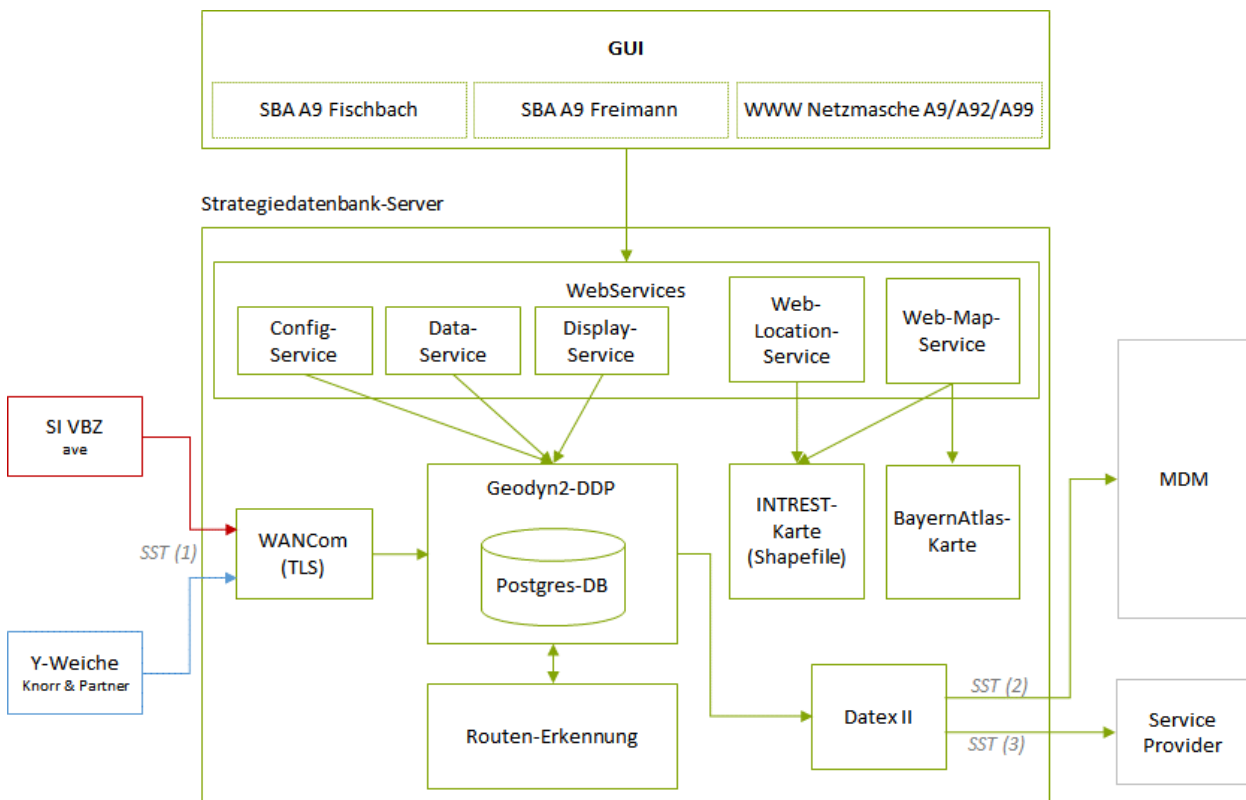 GUI
SBA A9 Fischbach
SBA A9 Freimann
WWW Netzmasche A9/A92/A99
Strategiedatenbank-Server
WebServices
Config-
Service
Data-
Service
Display-
Service
Web-
Location-
Service
Web-Map-
Service
SI VBZ
ave
SST (1)
Y-Weiche
Knorr & Partner
WANCom
(TLS)
Geodyn2-DDP
Postgres-DB
Routen-Erkennung
INTREST-
Karte
(Shapefile)
BayernAtlas-
Karte
Datex II
SST (2)
SST (3)
MDM
Service
Provider